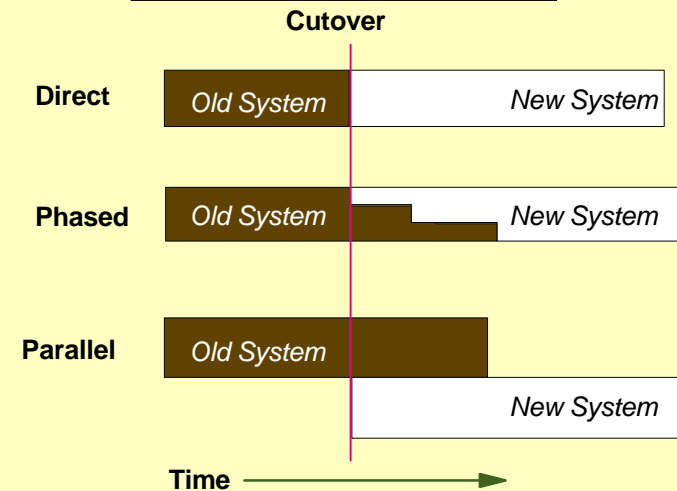 Cutover
Direct
Old System
New System
Phased
Old System
New System
Parallel
Old System
New System
Time